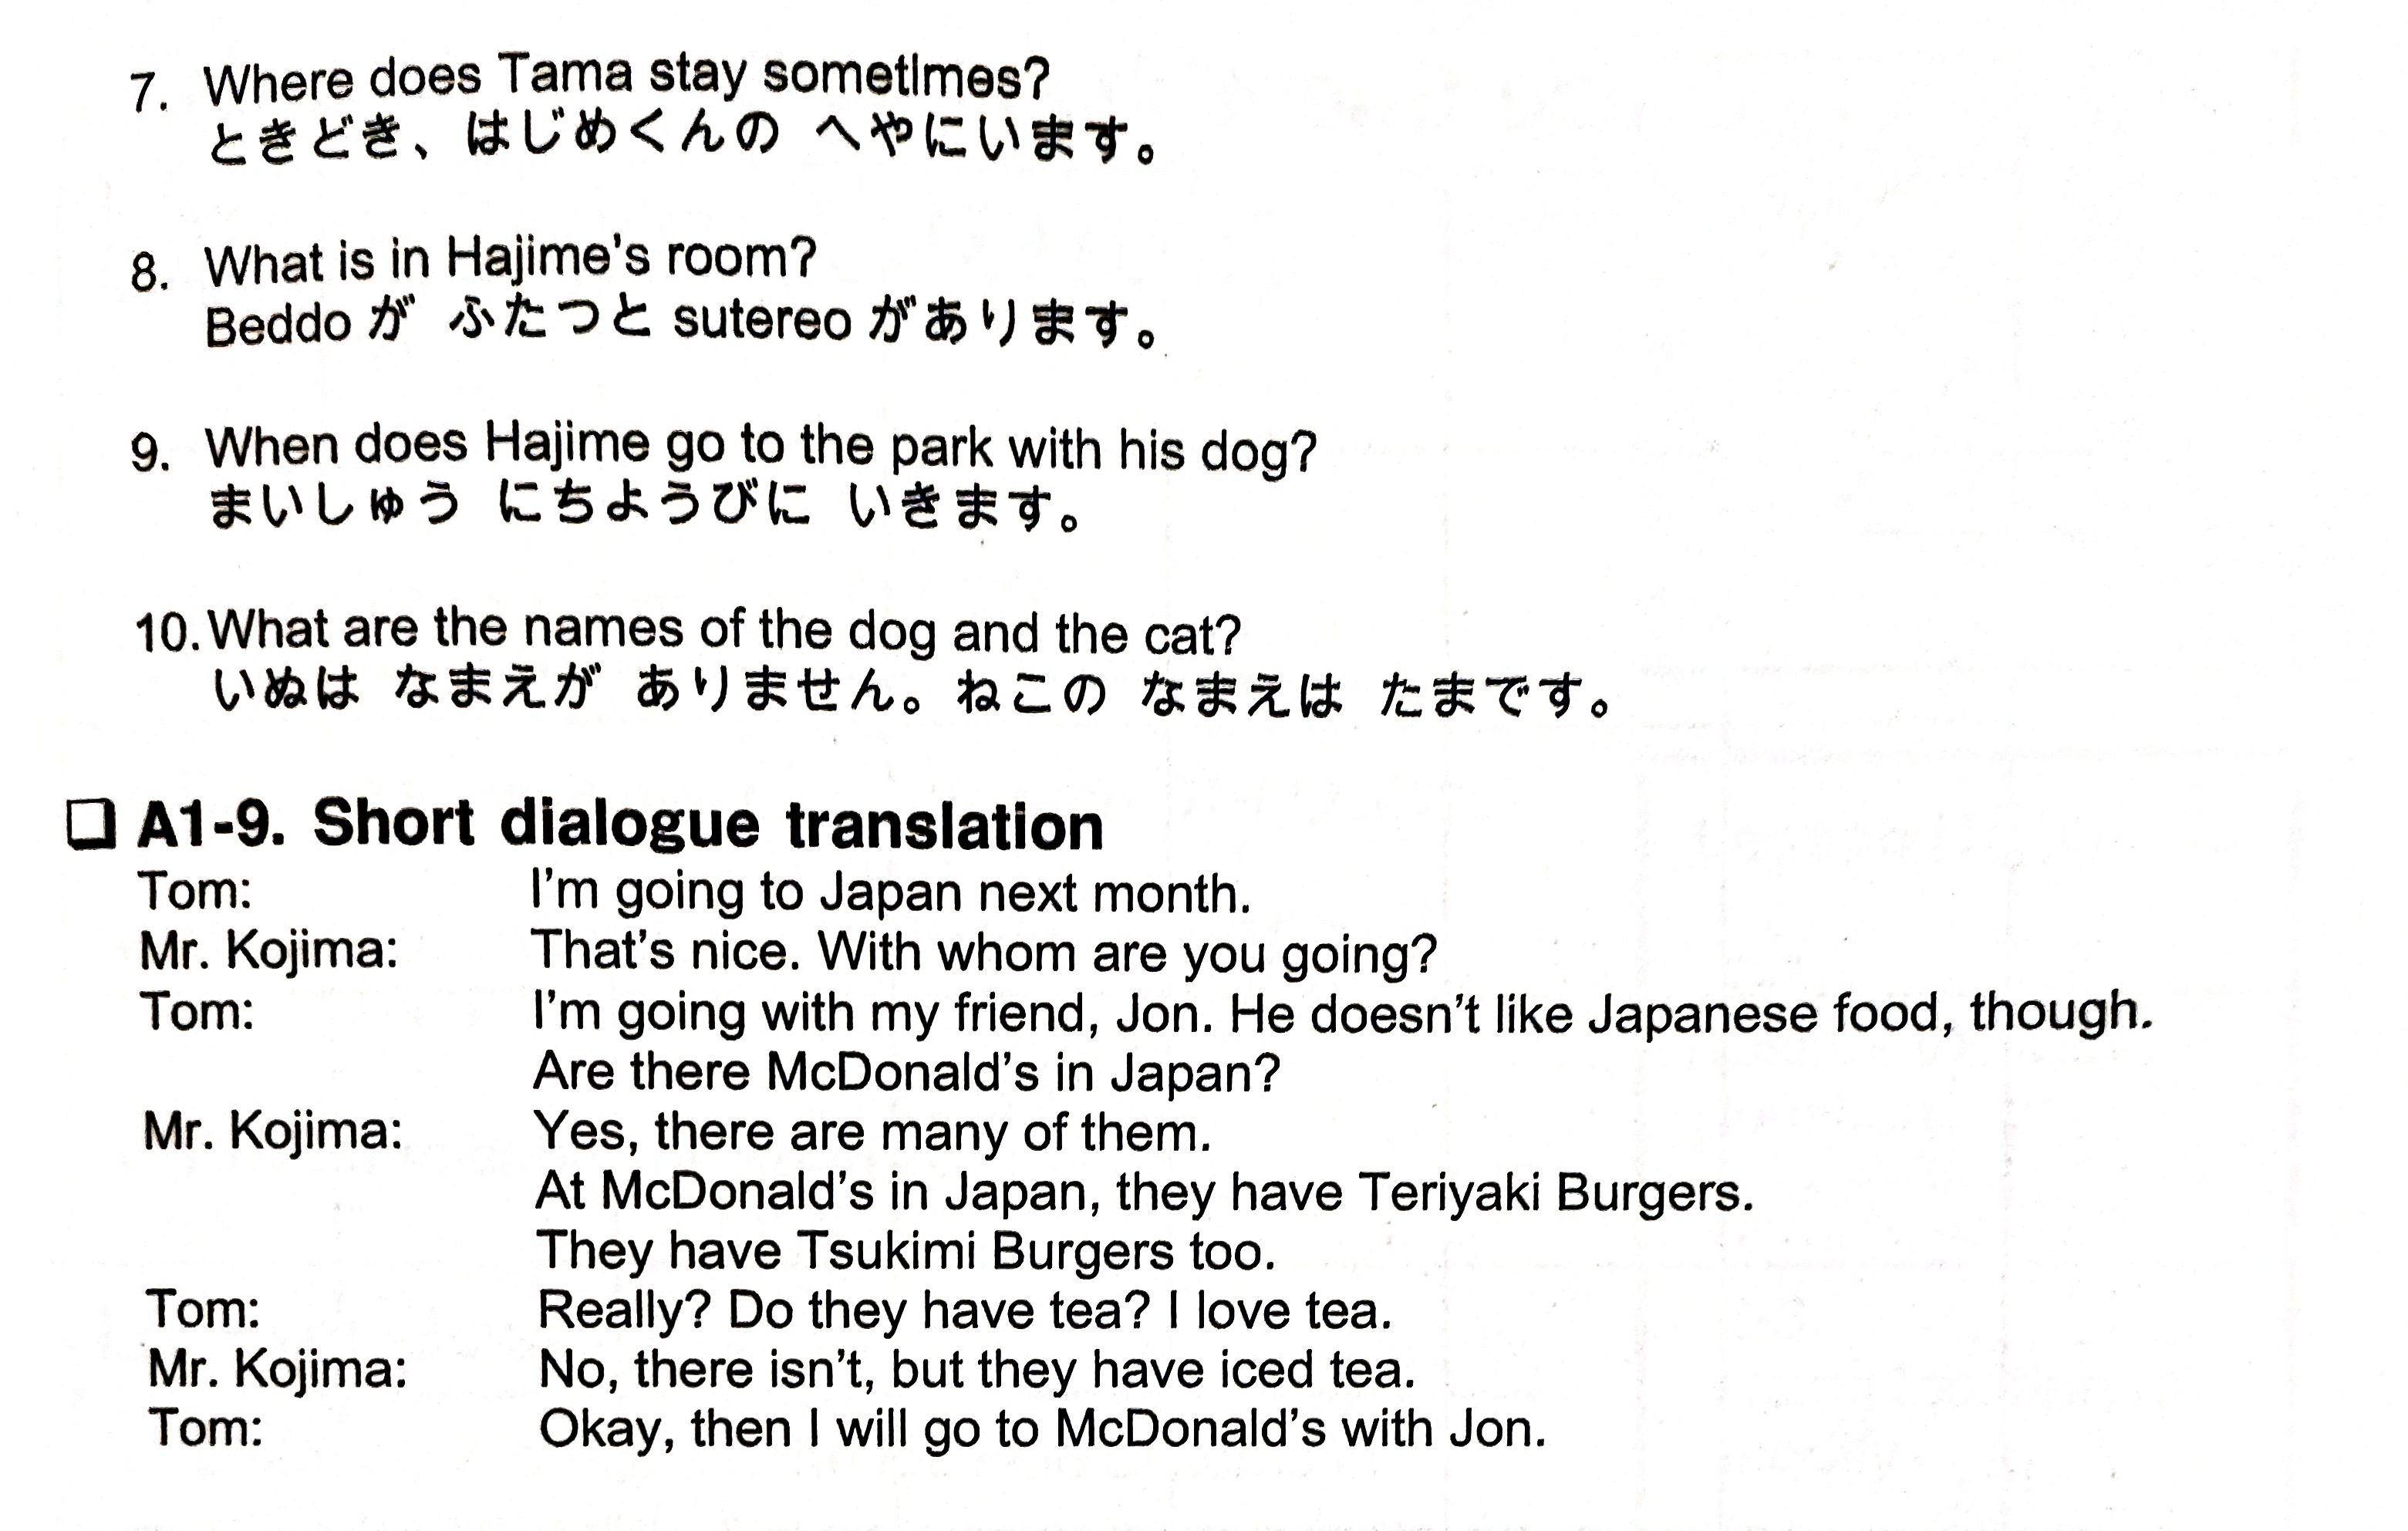 7. Where does Tama stay sometimes?
ときどき、はじめくんの へやにいます。
8. What is in Hajime's room?
Beddo が ふたつと sutereo があります。
9. When does Hajime go to the park with his dog?
まいしゅう にちようびに いきます。
10. What are the names of the dog and the cat?
いぬは なまえが ありません。ねこの なまえは たまです。
❑ A1-9. Short dialogue translation
Tom: I'm going to Japan next month.
Mr. Kojima: That's nice. With whom are you going?
Tom: I'm going with my friend, Jon. He doesn't like Japanese food, though.
Are there McDonald's in Japan?
Mr. Kojima: Yes, there are many of them.
At McDonald's in Japan, they have Teriyaki Burgers.
They have Tsukimi Burgers too.
Tom: Really? Do they have tea? I love tea.
Mr. Kojima: No, there isn't, but they have iced tea.
Tom: Okay, then I will go to McDonald's with Jon.